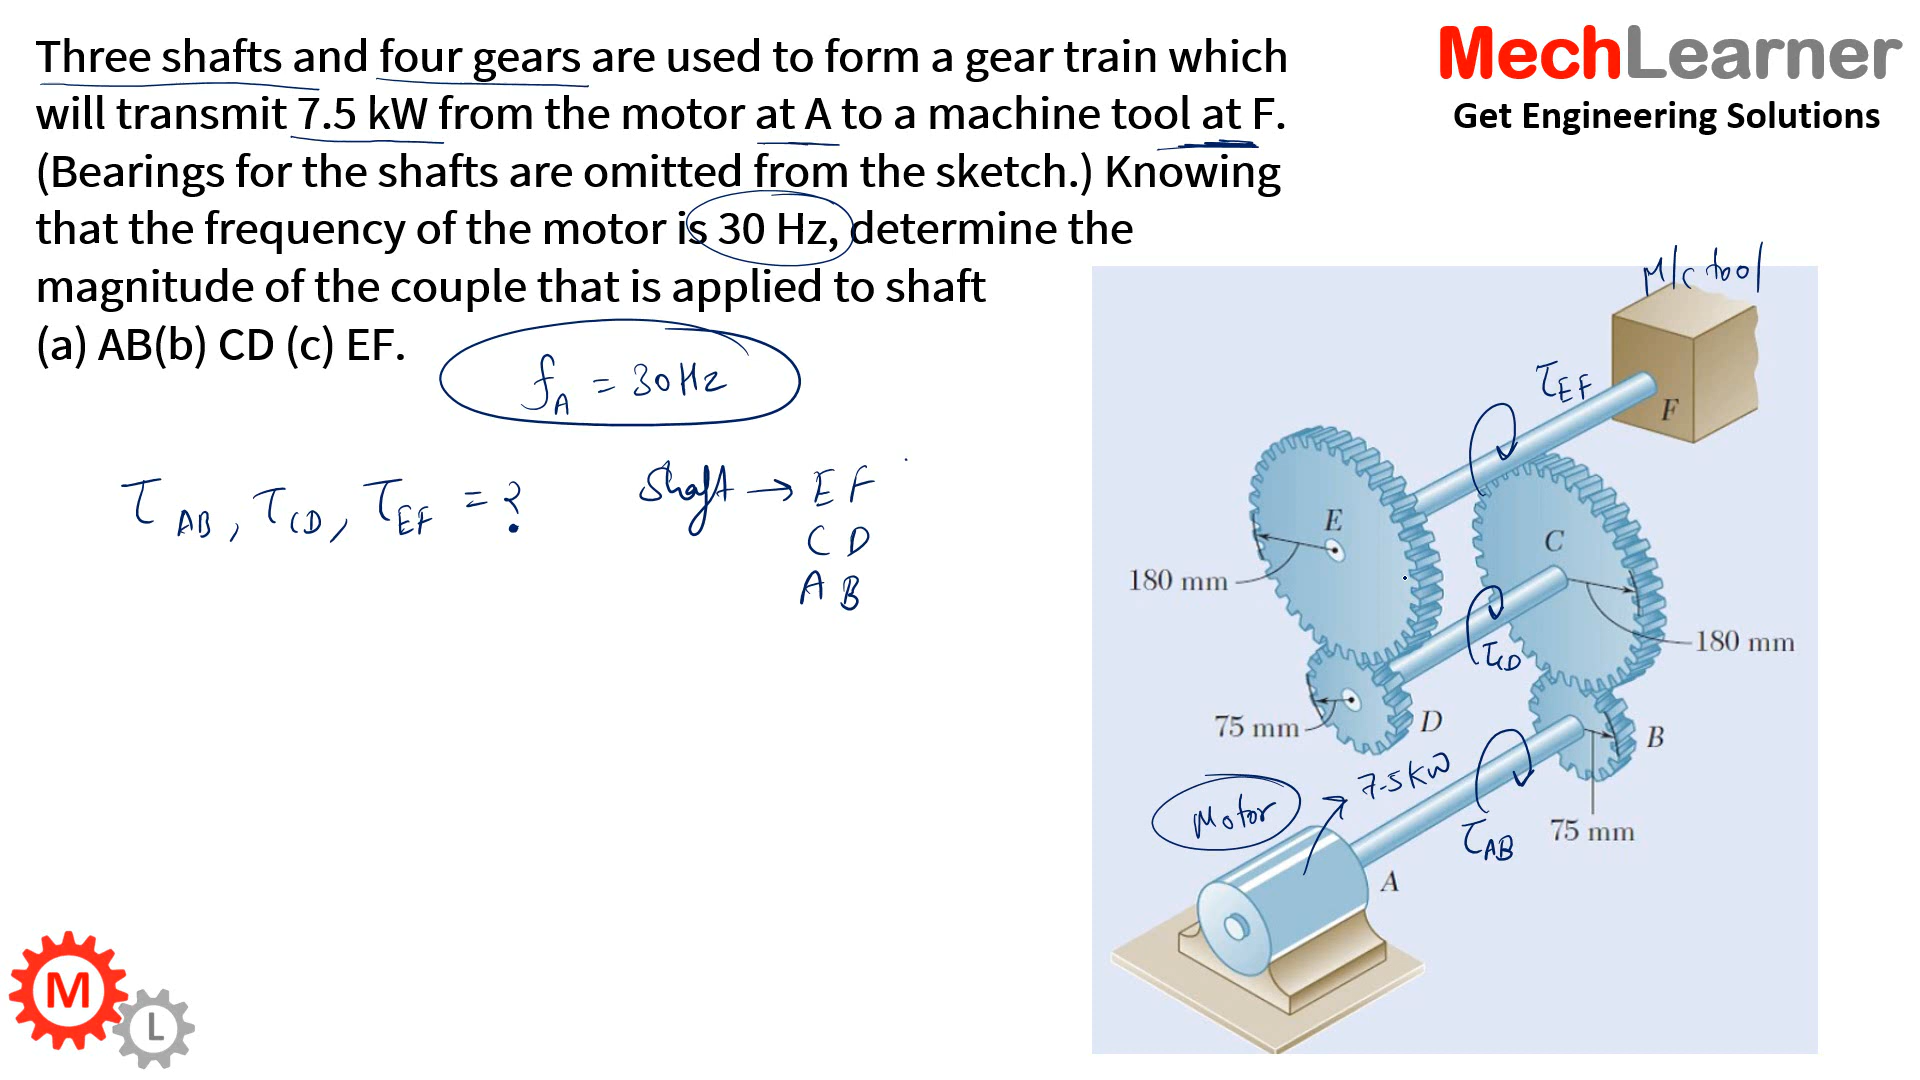 Three shafts and four gears are used to form a gear train which
will transmit 7.5 kW from the motor at A to a machine tool at F.
(Bearings for the shafts are omitted from the sketch.) Knowing
that the frequency of the motor is 30 Hz, determine the
magnitude of the couple that is applied to shaft
(a) AB(b) CD (c) EF.
MechLearner
Get Engineering Solutions
f_A = 30 Hz
τ_AB, τ_CD, τ_EF = ?
Shaft → EF
CD
AB
M/c tool
τ_EF
F
E
C
180 mm
180 mm
τ_CD
75 mm
D
B
7.5 KW
Motor
τ_AB
75 mm
A
M
L